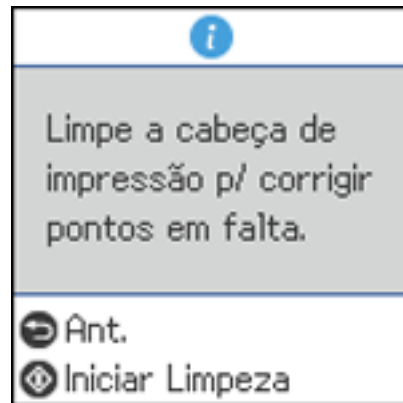 i
Limpe a cabeça de
impressão p/ corrigir
pontos em falta.
Ant.
Iniciar Limpeza